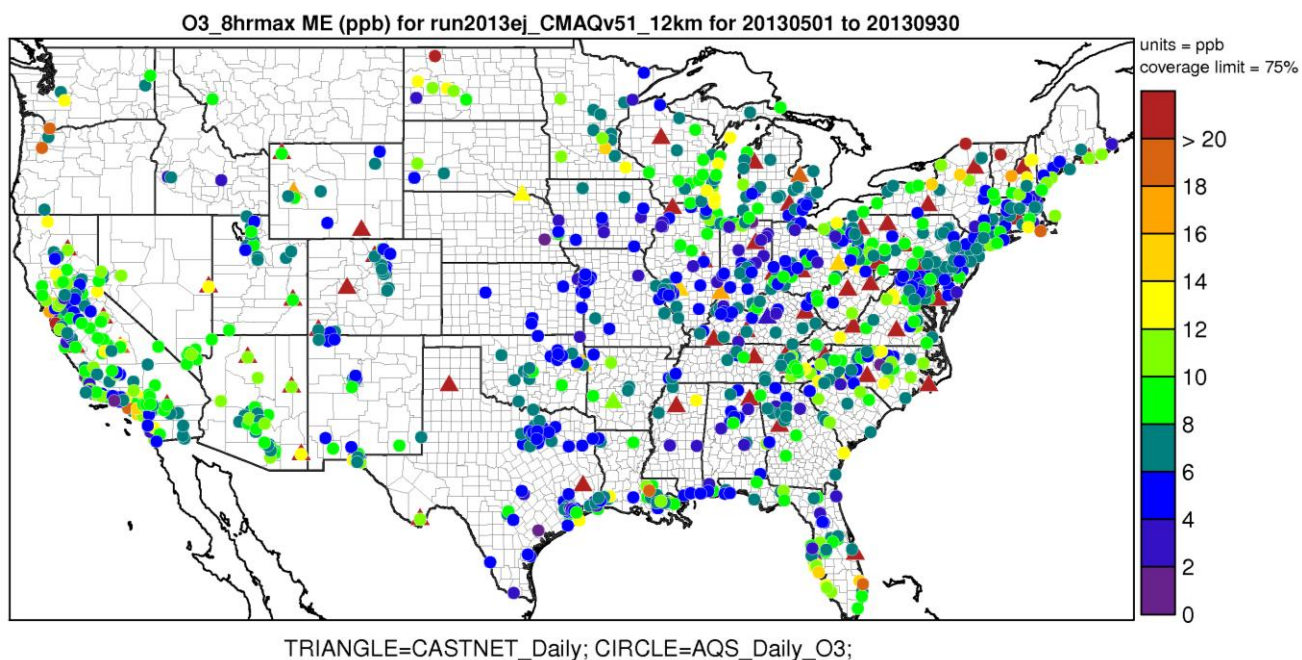 O3_8hrmax ME (ppb) for run2013ej_CMAQv51_12km for 20130501 to 20130930
units = ppb
coverage limit = 75%
> 20
18
16
14
12
10
8
6
4
2
0
TRIANGLE=CASTNET_Daily; CIRCLE=AQS_Daily_O3;